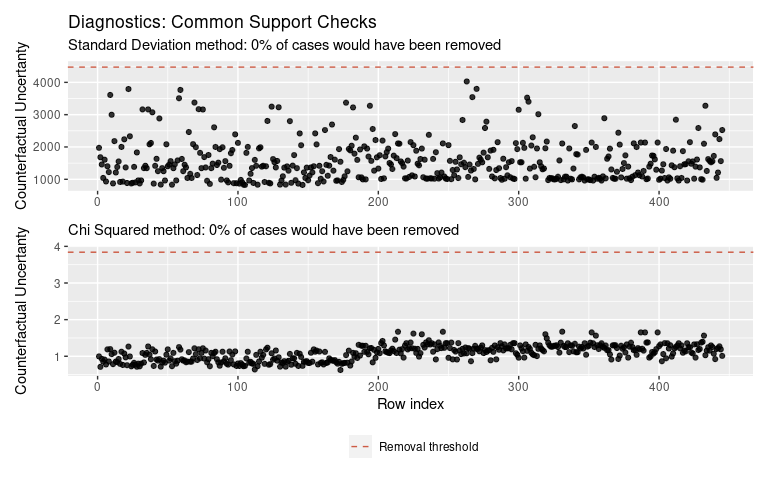 Diagnostics: Common Support Checks
Standard Deviation method: 0% of cases would have been removed
Counterfactual Uncertanty
4000
3000
2000
1000
0 100 200 300 400
Chi Squared method: 0% of cases would have been removed
Counterfactual Uncertanty
4
3
2
1
0 100 200 300 400
Row index
Removal threshold